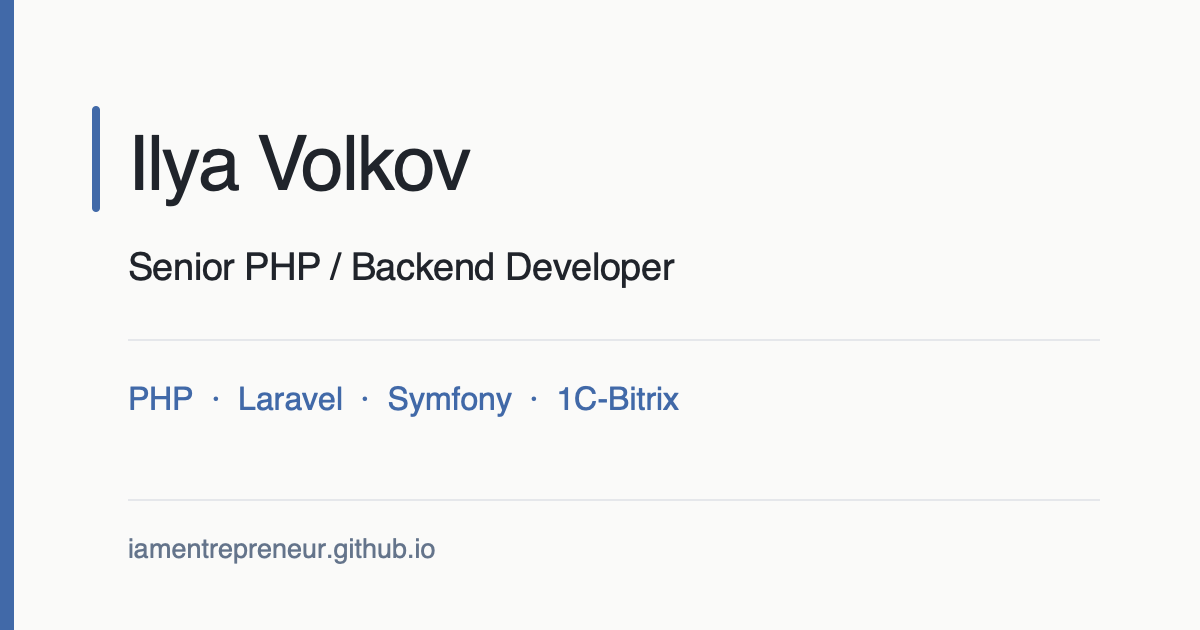 Ilya Volkov
Senior PHP / Backend Developer
PHP · Laravel · Symfony · 1C-Bitrix
iamentrepreneur.github.io